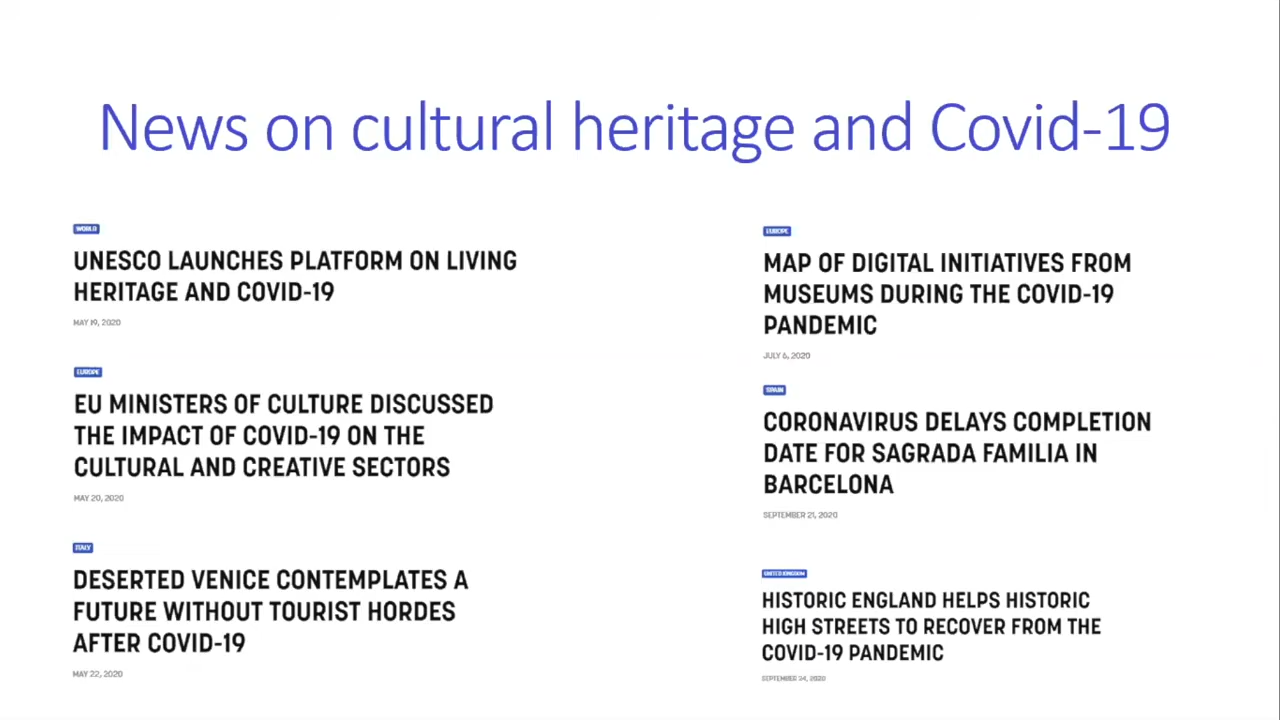 News on cultural heritage and Covid-19
WORLD
UNESCO LAUNCHES PLATFORM ON LIVING
HERITAGE AND COVID-19
MAY 19, 2020
EUROPE
EU MINISTERS OF CULTURE DISCUSSED
THE IMPACT OF COVID-19 ON THE
CULTURAL AND CREATIVE SECTORS
MAY 20, 2020
ITALY
DESERTED VENICE CONTEMPLATES A
FUTURE WITHOUT TOURIST HORDES
AFTER COVID-19
MAY 22, 2020
EUROPE
MAP OF DIGITAL INITIATIVES FROM
MUSEUMS DURING THE COVID-19
PANDEMIC
JULY 6, 2020
SPAIN
CORONAVIRUS DELAYS COMPLETION
DATE FOR SAGRADA FAMILIA IN
BARCELONA
SEPTEMBER 21, 2020
UNITED KINGDOM
HISTORIC ENGLAND HELPS HISTORIC
HIGH STREETS TO RECOVER FROM THE
COVID-19 PANDEMIC
SEPTEMBER 24, 2020